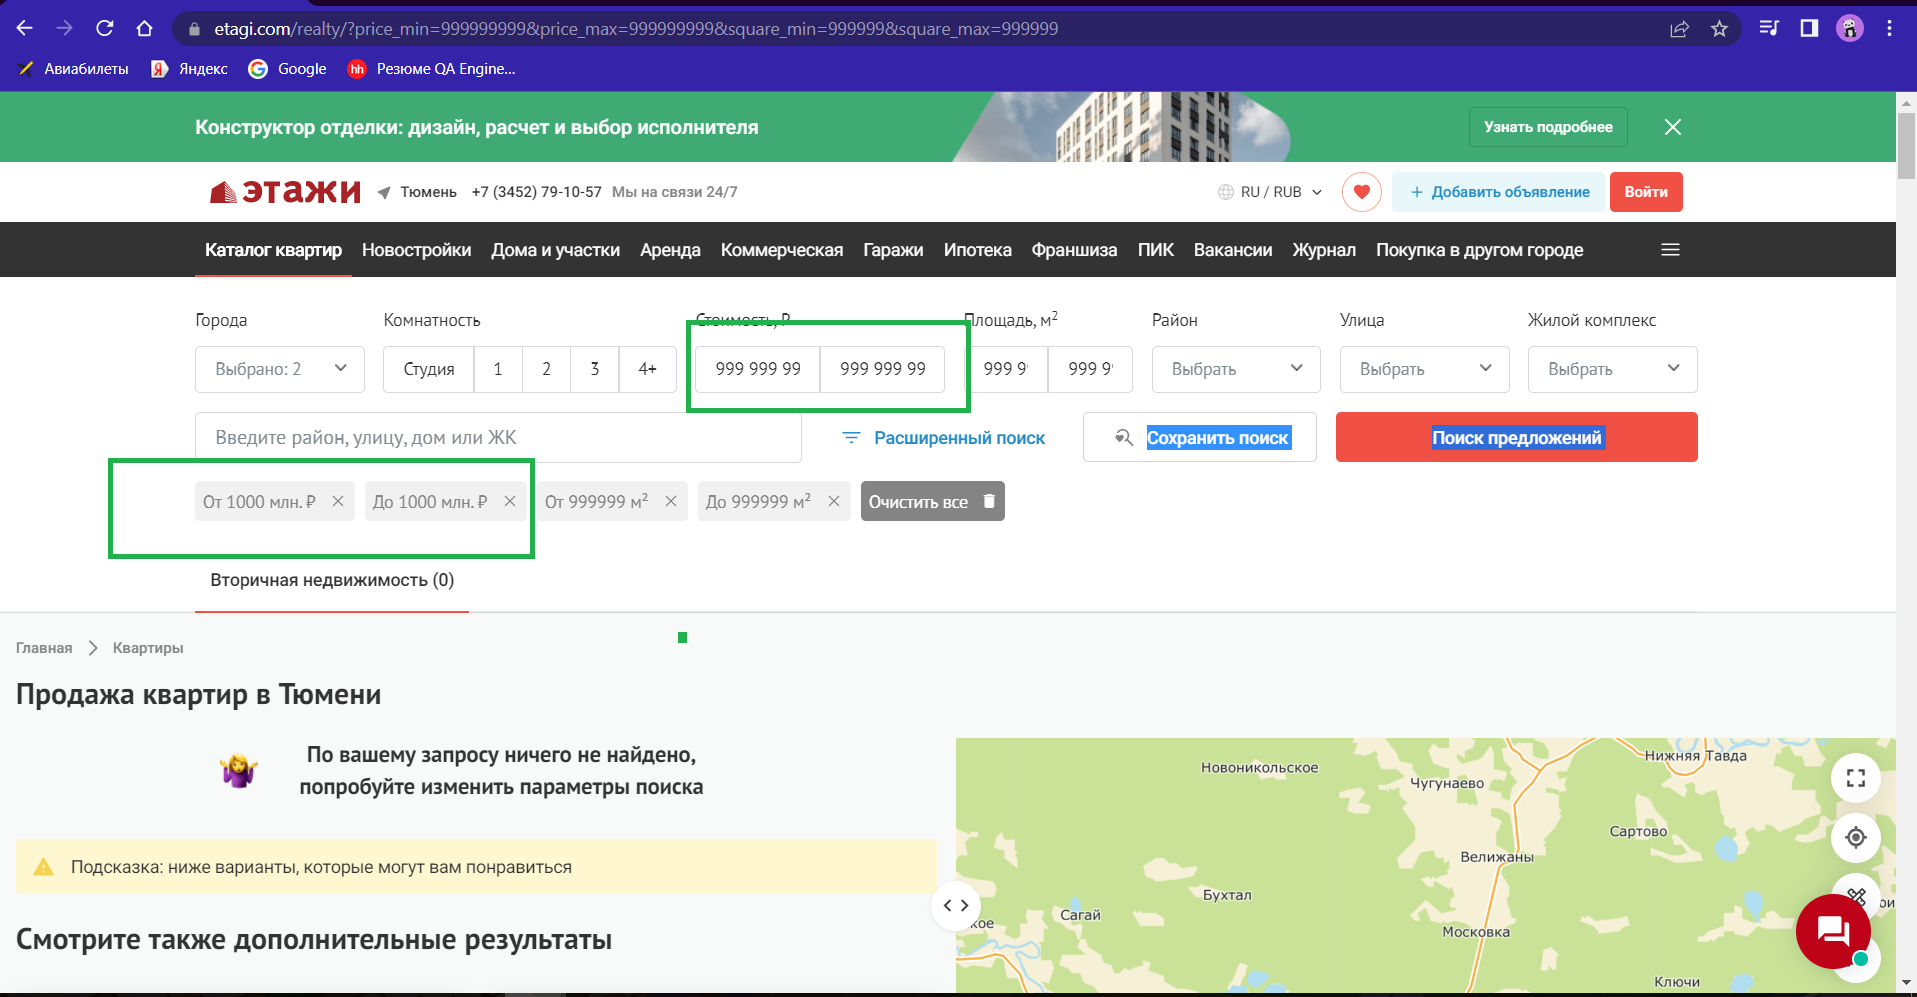 etagi.com/realty/?price_min=999999999&price_max=999999999&square_min=999999&square_max=999999
Авиабилеты Яндекс Google hh Резюме QA Engine...
Конструктор отделки: дизайн, расчет и выбор исполнителя Узнать подробнее
этажи Тюмень +7 (3452) 79-10-57 Мы на связи 24/7 RU / RUB + Добавить объявление Войти
Каталог квартир Новостройки Дома и участки Аренда Коммерческая Гаражи Ипотека Франшиза ПИК Вакансии Журнал Покупка в другом городе
Города Комнатность Стоимость, ₽ Площадь, м² Район Улица Жилой комплекс
Выбрано: 2 Студия 1 2 3 4+ 999 999 99 999 999 99 999 9 999 9 Выбрать Выбрать Выбрать
Введите район, улицу, дом или ЖК Расширенный поиск Сохранить поиск Поиск предложений
От 1000 млн. ₽ До 1000 млн. ₽ От 999999 м² До 999999 м² Очистить все
Вторичная недвижимость (0)
Главная Квартиры
Продажа квартир в Тюмени
По вашему запросу ничего не найдено,
попробуйте изменить параметры поиска
Подсказка: ниже варианты, которые могут вам понравиться
Смотрите также дополнительные результаты
Нижняя Тавда
Новоникольское
Чугунаево
Сартово
Велижаны
Бухтал
Сагай
Московка
Ключи